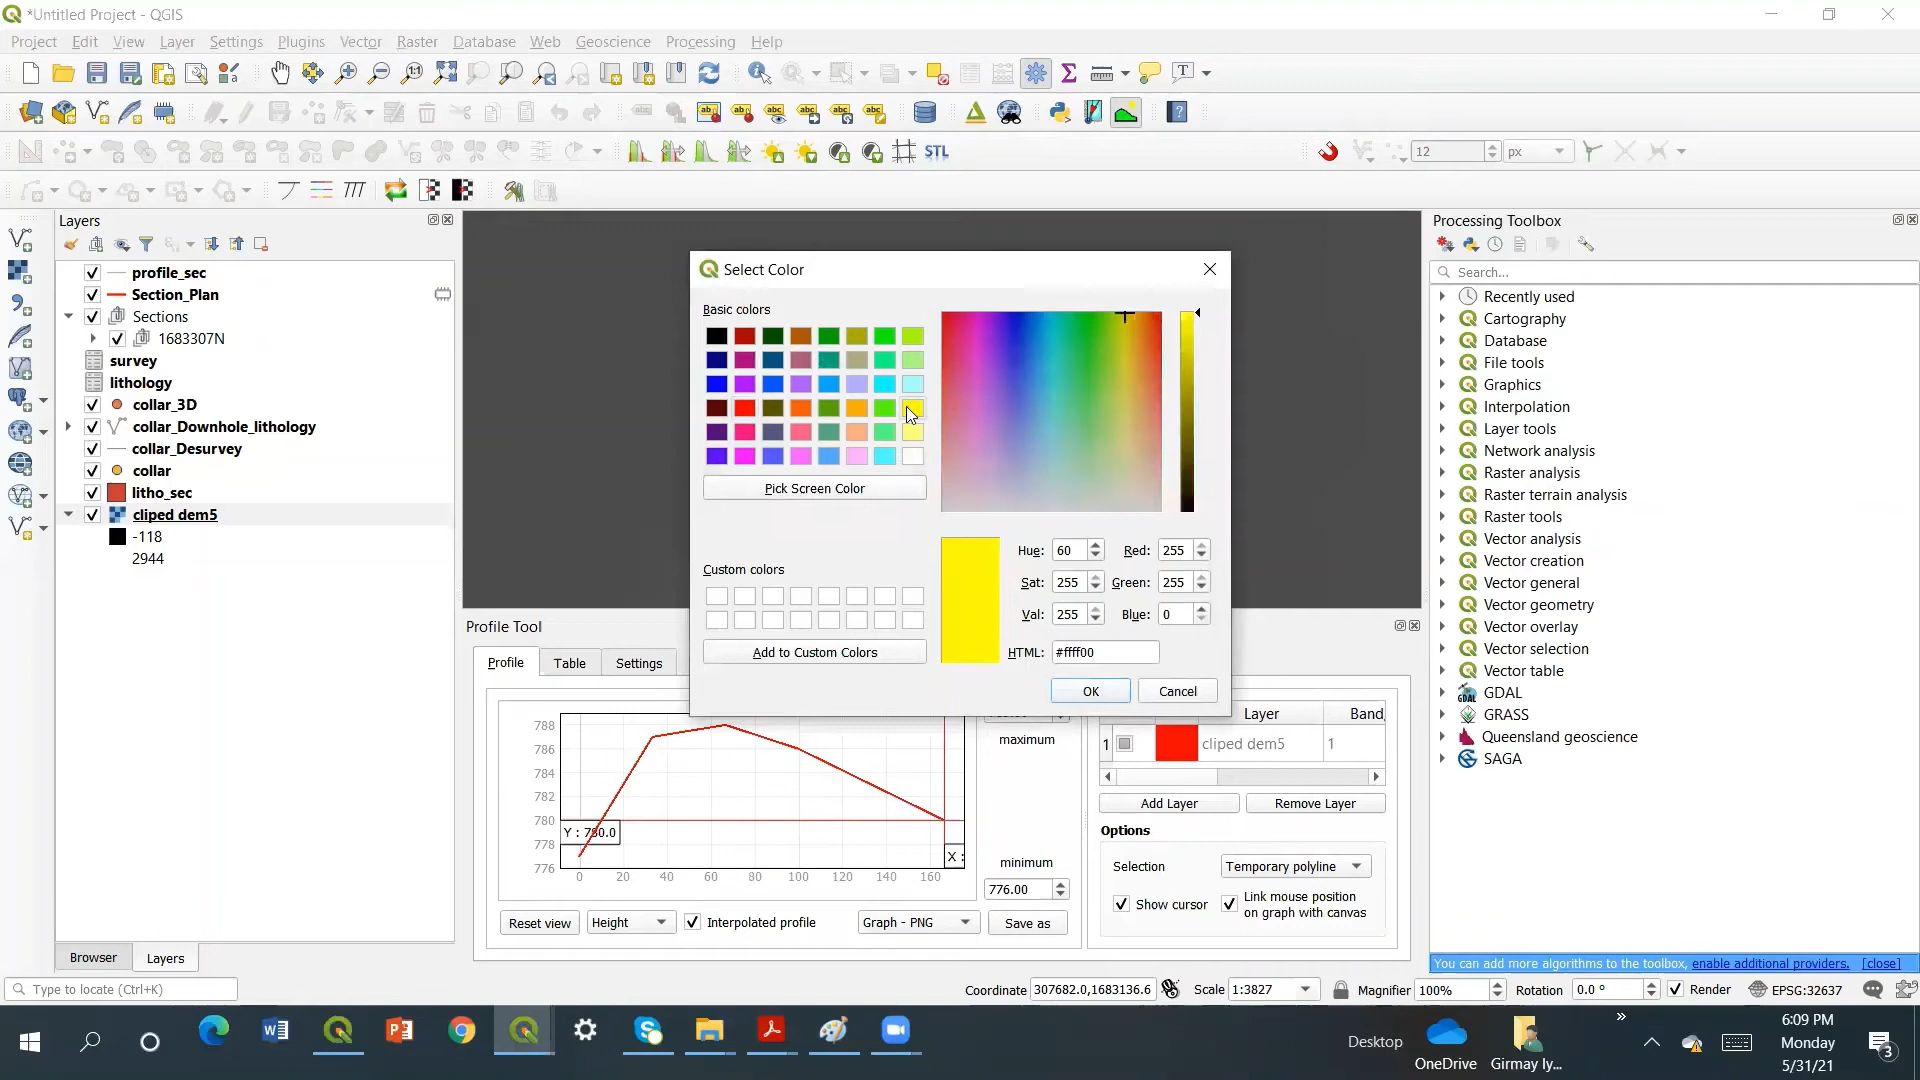 *Untitled Project - QGIS
Project Edit View Layer Settings Plugins Vector Raster Database Web Geoscience Processing Help
STL
12 px
Layers
profile_sec
Section_Plan
Sections
1683307N
survey
lithology
collar_3D
collar_Downhole_lithology
collar_Desurvey
collar
litho_sec
cliped dem5
-118
2944
Browser Layers
Select Color
Basic colors
Pick Screen Color
Custom colors
Add to Custom Colors
Hue: 60 Red: 255
Sat: 255 Green: 255
Val: 255 Blue: 0
HTML: #ffff00
OK Cancel
Profile Tool
Profile Table Settings
788
786
784
782
780
778
776
0 20 40 60 80 100 120 140 160
Y : 780.0
X :
maximum
minimum
776.00
Reset view Height Interpolated profile Graph - PNG Save as
Layer Band
1 cliped dem5 1
Add Layer Remove Layer
Options
Selection Temporary polyline
Show cursor Link mouse position
on graph with canvas
Processing Toolbox
Search...
Recently used
Cartography
Database
File tools
Graphics
Interpolation
Layer tools
Network analysis
Raster analysis
Raster terrain analysis
Raster tools
Vector analysis
Vector creation
Vector general
Vector geometry
Vector overlay
Vector selection
Vector table
GDAL
GRASS
Queensland geoscience
SAGA
You can add more algorithms to the toolbox, enable additional providers. [close]
Type to locate (Ctrl+K) Coordinate 307682.0,1683136.6 Scale 1:3827 Magnifier 100% Rotation 0.0 ° Render EPSG:32637
Desktop OneDrive Girmay ly...
6:09 PM
Monday
5/31/21
3